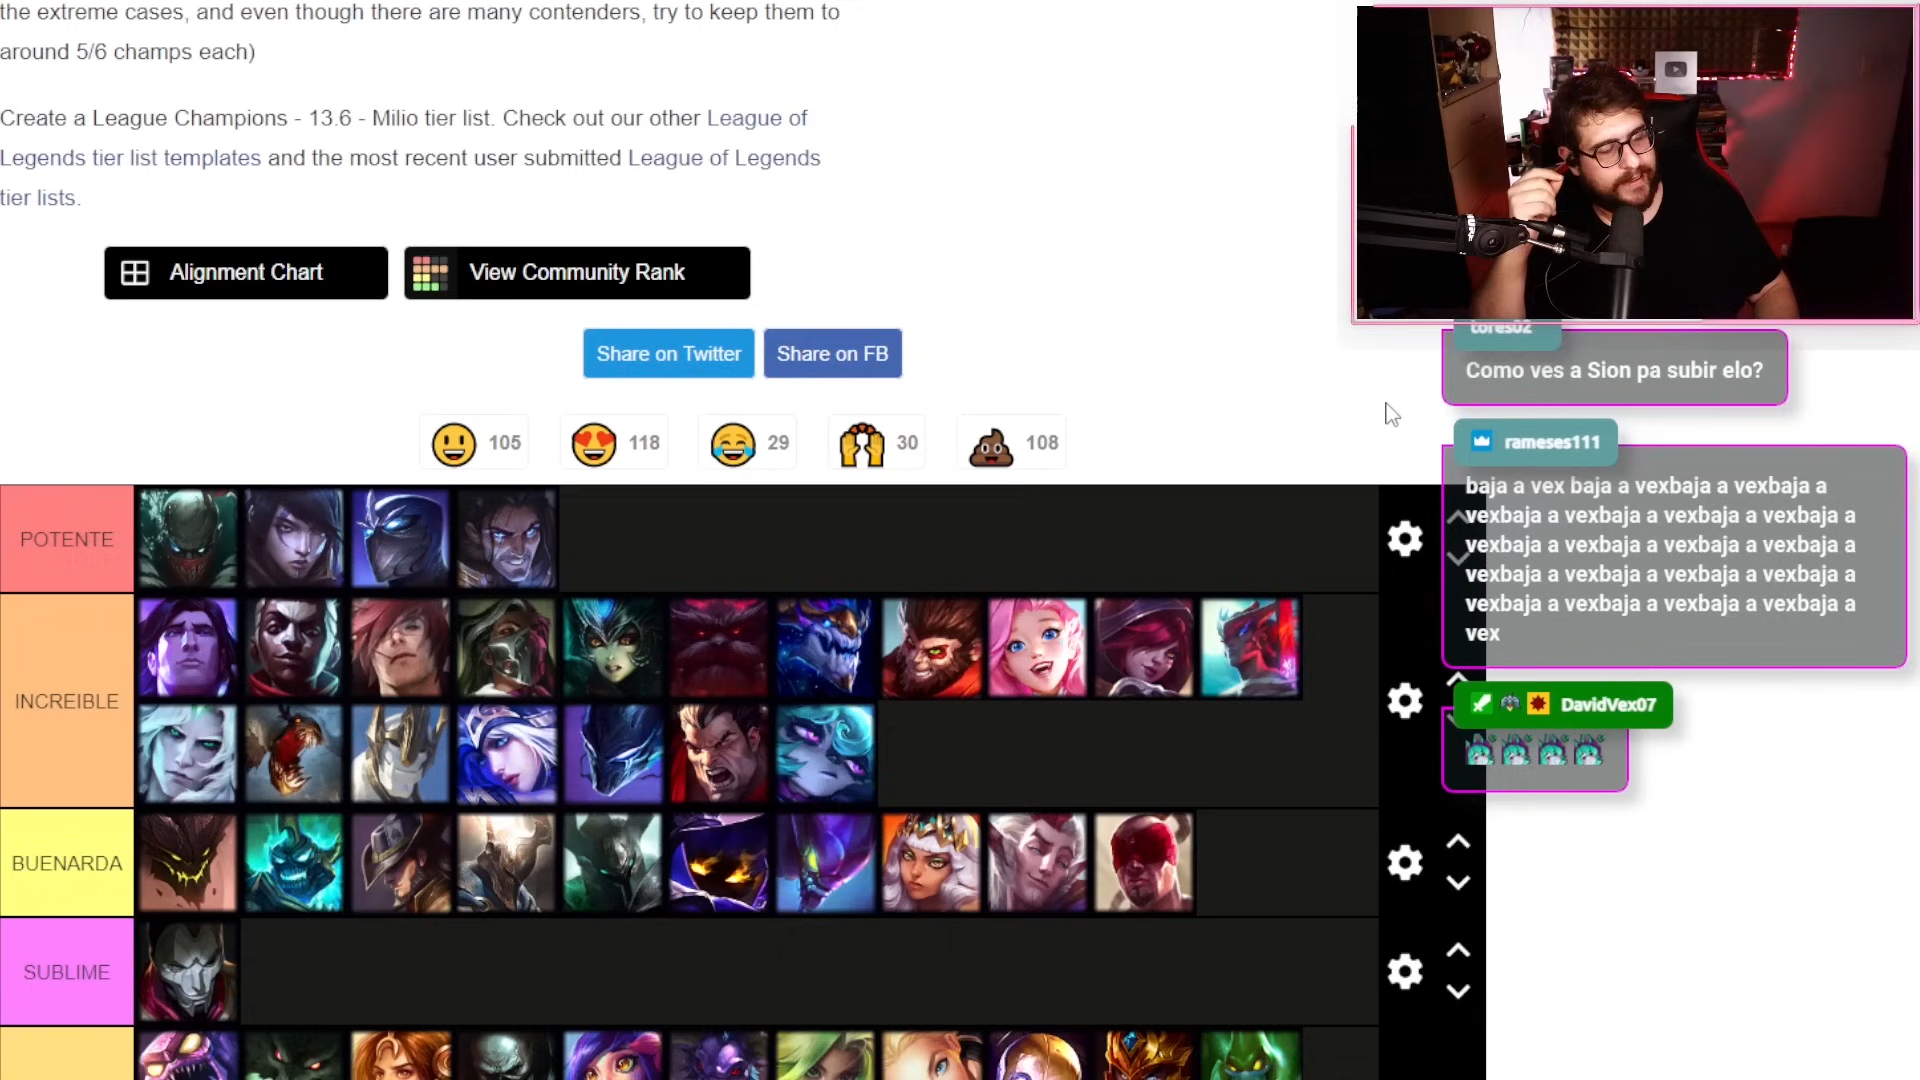 the extreme cases, and even though there are many contenders, try to keep them to
around 5/6 champs each)
Create a League Champions - 13.6 - Milio tier list. Check out our other League of
Legends tier list templates and the most recent user submitted League of Legends
tier lists.
Alignment Chart
View Community Rank
Share on Twitter
Share on FB
105
118
29
30
108
POTENTE
INCREIBLE
BUENARDA
SUBLIME
tores02
Como ves a Sion pa subir elo?
rameses111
baja a vex baja a vexbaja a vexbaja a
vexbaja a vexbaja a vexbaja a vexbaja a
vexbaja a vexbaja a vexbaja a vexbaja a
vexbaja a vexbaja a vexbaja a vexbaja a
vexbaja a vexbaja a vexbaja a vexbaja a
vex
DavidVex07